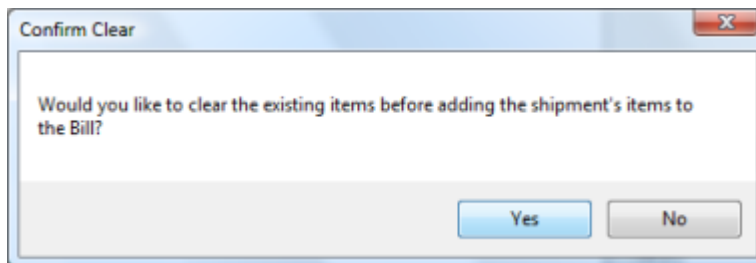 Confirm Clear
Would you like to clear the existing items before adding the shipment's items to
the Bill?
Yes
No